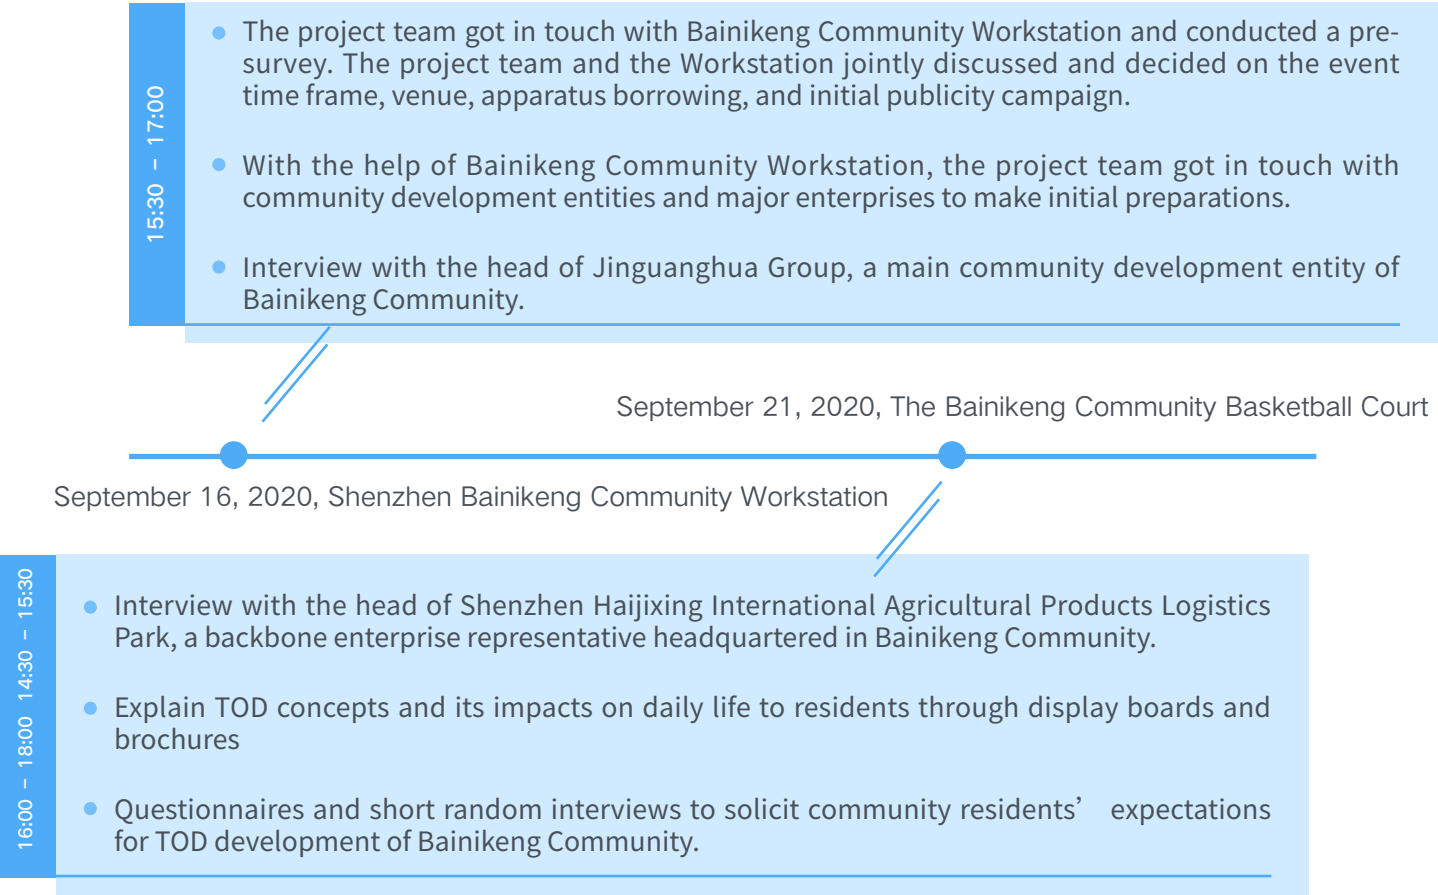 15:30 – 17:00
The project team got in touch with Bainikeng Community Workstation and conducted a pre-
survey. The project team and the Workstation jointly discussed and decided on the event
time frame, venue, apparatus borrowing, and initial publicity campaign.
With the help of Bainikeng Community Workstation, the project team got in touch with
community development entities and major enterprises to make initial preparations.
Interview with the head of Jinguanghua Group, a main community development entity of
Bainikeng Community.
September 21, 2020, The Bainikeng Community Basketball Court
September 16, 2020, Shenzhen Bainikeng Community Workstation
16:00 – 18:00 14:30 – 15:30
Interview with the head of Shenzhen Haijixing International Agricultural Products Logistics
Park, a backbone enterprise representative headquartered in Bainikeng Community.
Explain TOD concepts and its impacts on daily life to residents through display boards and
brochures
Questionnaires and short random interviews to solicit community residents’ expectations
for TOD development of Bainikeng Community.